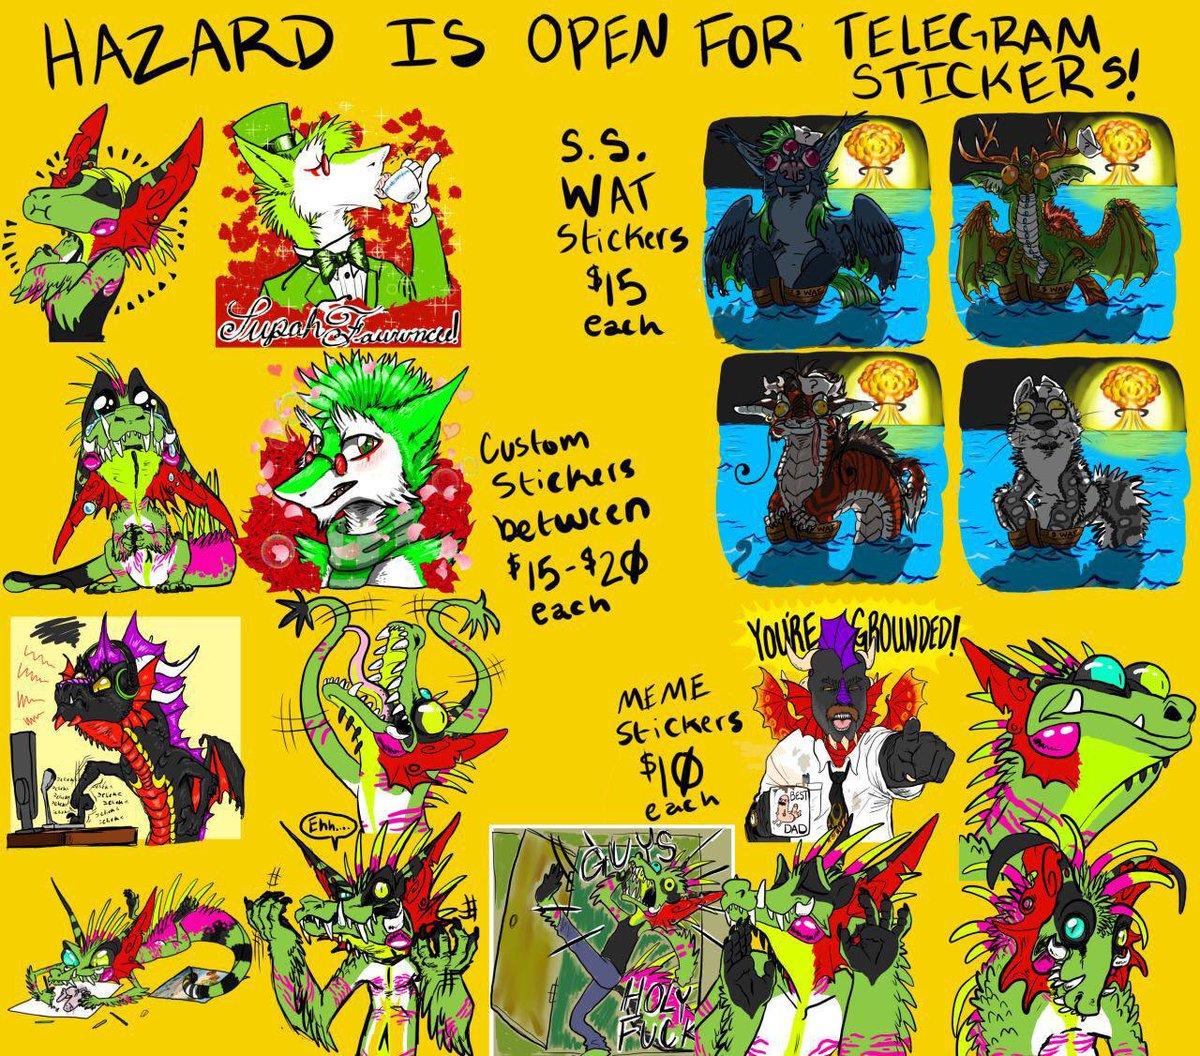 HAZARD IS OPEN FOR TELEGRAM
STICKERS!
S.S.
WAT
Stickers
$15
each
Supah Fawwnceh!
Custom
Stickers
between
$15-$20
each
YOU'RE GROUNDED!
MEME
Stickers
$10
each
BEST
DAD
Ehh...
GUYS
HOLY
FUCK